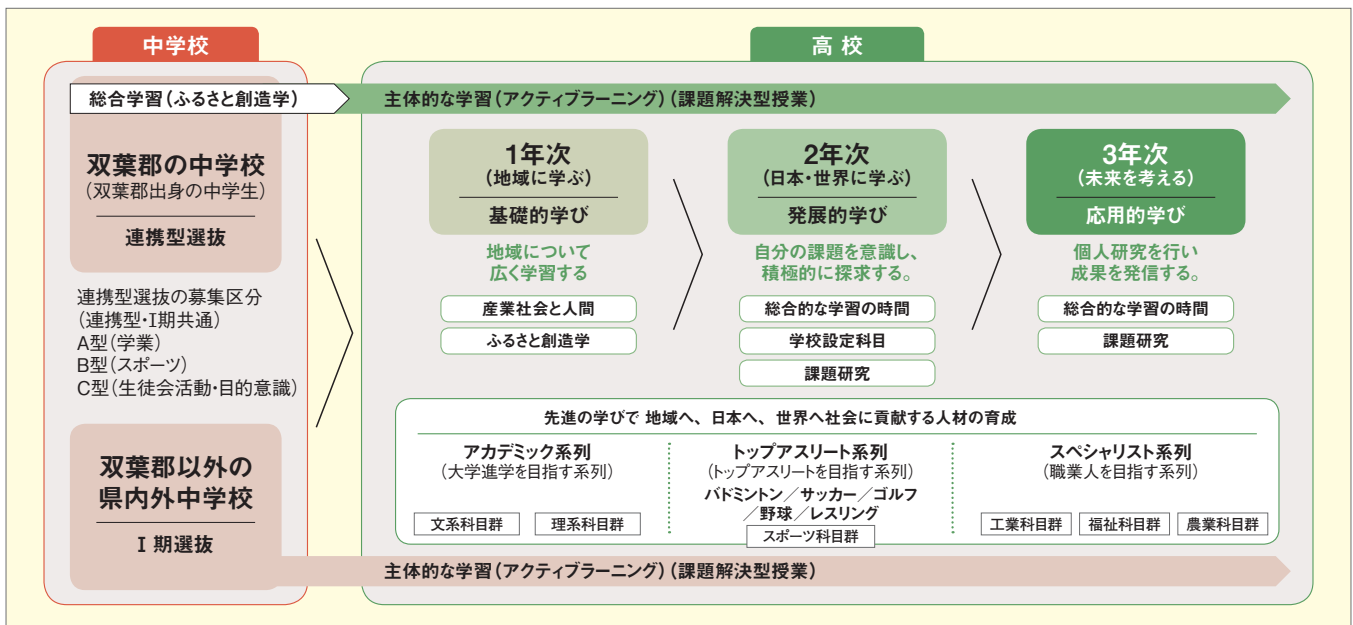 中学校
総合学習(ふるさと創造学)
双葉郡の中学校
(双葉郡出身の中学生)
連携型選抜
連携型選抜の募集区分
(連携型・I期共通)
A型(学業)
B型(スポーツ)
C型(生徒会活動・目的意識)
双葉郡以外の
県内外中学校
I 期選抜
高 校
主体的な学習(アクティブラーニング)(課題解決型授業)
1年次
(地域に学ぶ)
基礎的学び
地域について
広く学習する
産業社会と人間
ふるさと創造学
2年次
(日本・世界に学ぶ)
発展的学び
自分の課題を意識し、
積極的に探求する。
総合的な学習の時間
学校設定科目
課題研究
3年次
(未来を考える)
応用的学び
個人研究を行い
成果を発信する。
総合的な学習の時間
課題研究
先進の学びで 地域へ、日本へ、世界へ社会に貢献する人材の育成
アカデミック系列
(大学進学を目指す系列)
文系科目群
理系科目群
トップアスリート系列
(トップアスリートを目指す系列)
バドミントン/サッカー/ゴルフ
/野球/レスリング
スポーツ科目群
スペシャリスト系列
(職業人を目指す系列)
工業科目群
福祉科目群
農業科目群
主体的な学習(アクティブラーニング)(課題解決型授業)